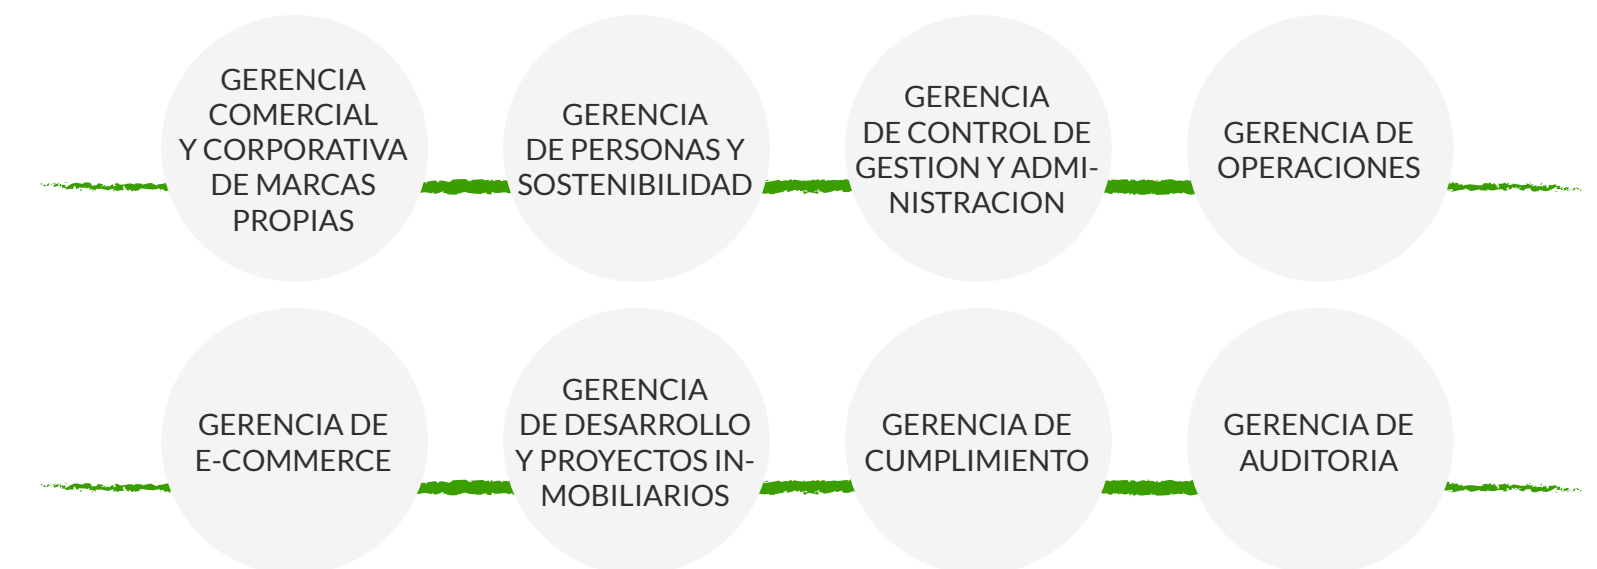 GERENCIA
COMERCIAL
Y CORPORATIVA
DE MARCAS
PROPIAS
GERENCIA
DE PERSONAS Y
SOSTENIBILIDAD
GERENCIA
DE CONTROL DE
GESTION Y ADMI-
NISTRACION
GERENCIA DE
OPERACIONES
GERENCIA DE
E-COMMERCE
GERENCIA
DE DESARROLLO
Y PROYECTOS IN-
MOBILIARIOS
GERENCIA DE
CUMPLIMIENTO
GERENCIA DE
AUDITORIA